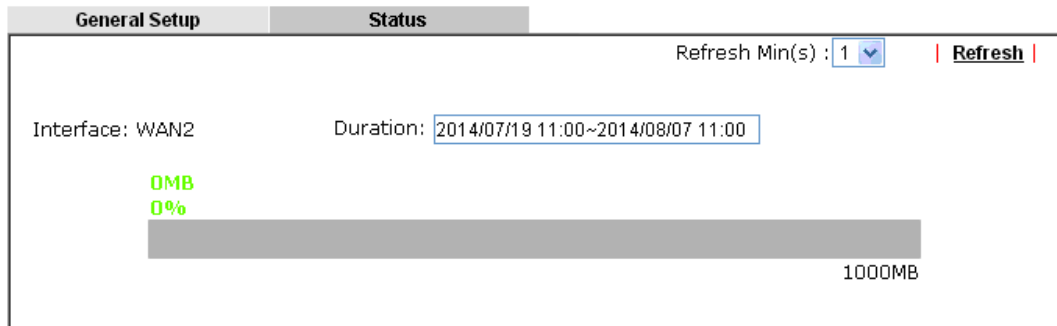 General Setup Status
Refresh Min(s) : 1 | Refresh |
Interface: WAN2 Duration: 2014/07/19 11:00~2014/08/07 11:00
0MB
0%
1000MB